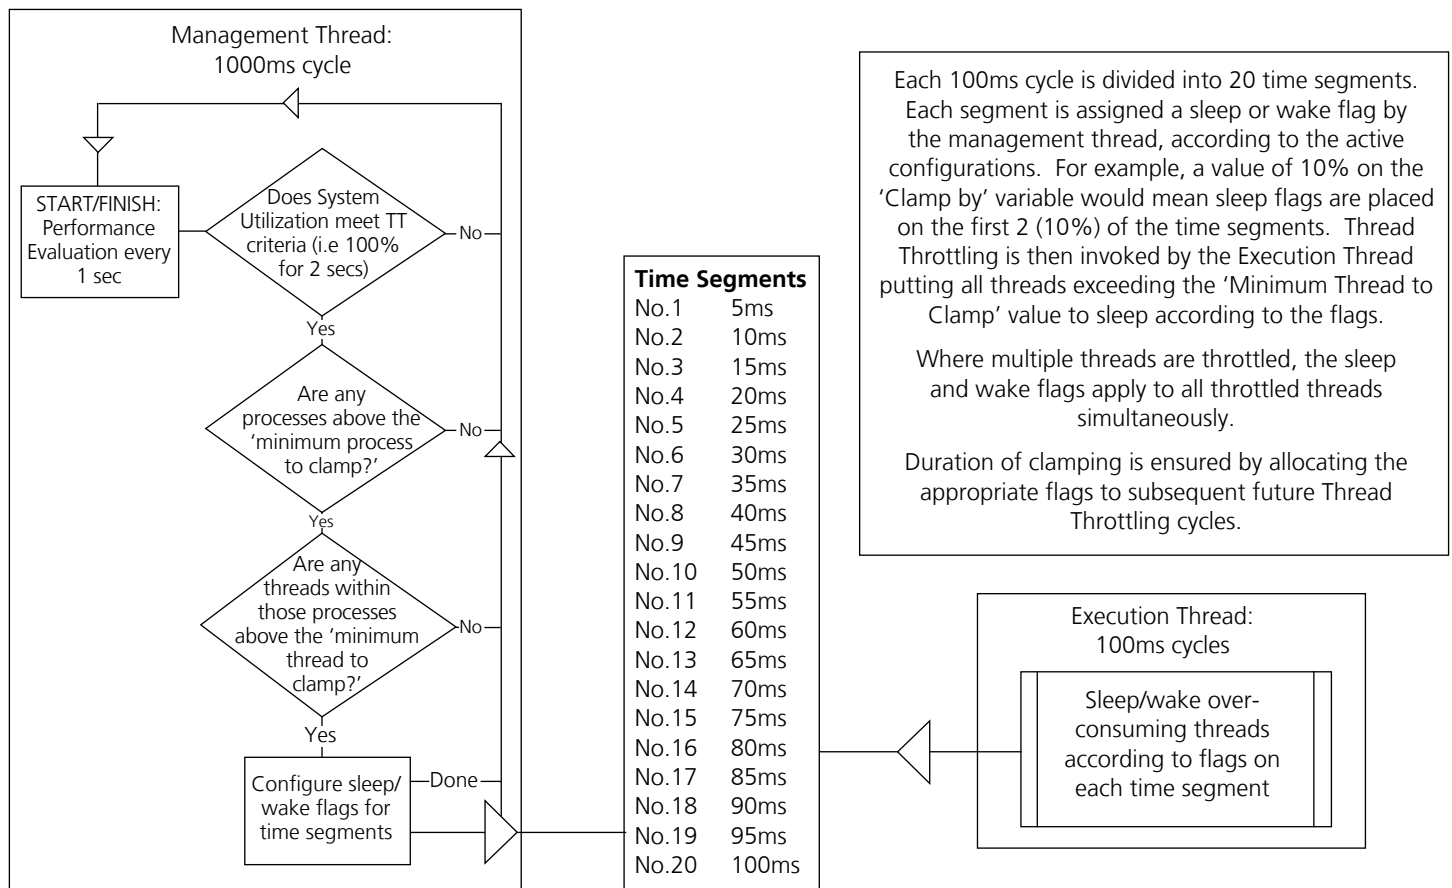 Management Thread:
1000ms cycle
START/FINISH:
Performance
Evaluation every
1 sec
Does System
Utilization meet TT
criteria (i.e 100%
for 2 secs)
No
Yes
Are any
processes above the
‘minimum process
to clamp?’
No
Yes
Are any
threads within
those processes
above the ‘minimum
thread to
clamp?’
No
Yes
Configure sleep/
wake flags for
time segments
Done
Time Segments
No.1 5ms
No.2 10ms
No.3 15ms
No.4 20ms
No.5 25ms
No.6 30ms
No.7 35ms
No.8 40ms
No.9 45ms
No.10 50ms
No.11 55ms
No.12 60ms
No.13 65ms
No.14 70ms
No.15 75ms
No.16 80ms
No.17 85ms
No.18 90ms
No.19 95ms
No.20 100ms
Each 100ms cycle is divided into 20 time segments.
Each segment is assigned a sleep or wake flag by
the management thread, according to the active
configurations. For example, a value of 10% on the
‘Clamp by’ variable would mean sleep flags are placed
on the first 2 (10%) of the time segments. Thread
Throttling is then invoked by the Execution Thread
putting all threads exceeding the ‘Minimum Thread to
Clamp’ value to sleep according to the flags.
Where multiple threads are throttled, the sleep
and wake flags apply to all throttled threads
simultaneously.
Duration of clamping is ensured by allocating the
appropriate flags to subsequent future Thread
Throttling cycles.
Execution Thread:
100ms cycles
Sleep/wake over-
consuming threads
according to flags on
each time segment